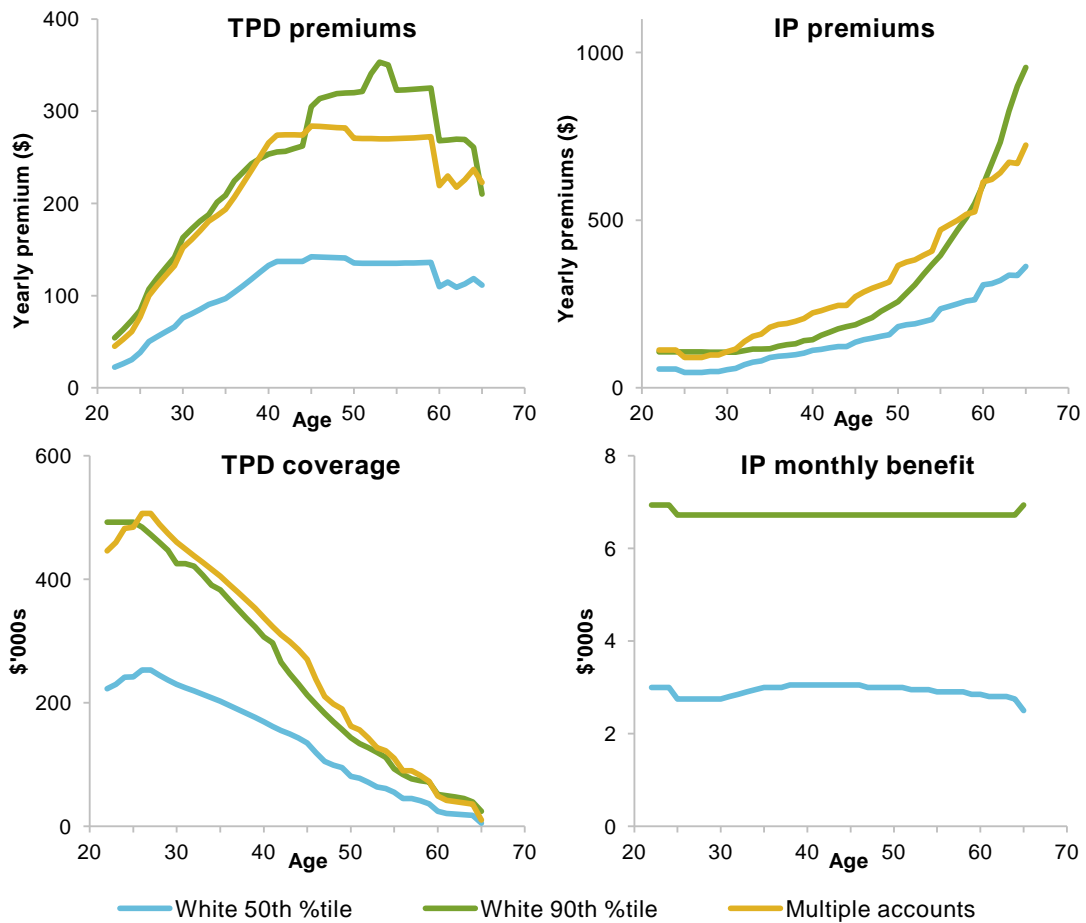 TPD premiums
Yearly premium ($)
400
300
200
100
0
20 30 40 50 60 70
Age
IP premiums
Yearly premiums ($)
1000
500
0
20 30 40 50 60 70
Age
TPD coverage
$'000s
600
400
200
0
20 30 40 50 60 70
Age
IP monthly benefit
$'000s
8
6
4
2
0
20 30 40 50 60 70
Age
White 50th %tile White 90th %tile Multiple accounts